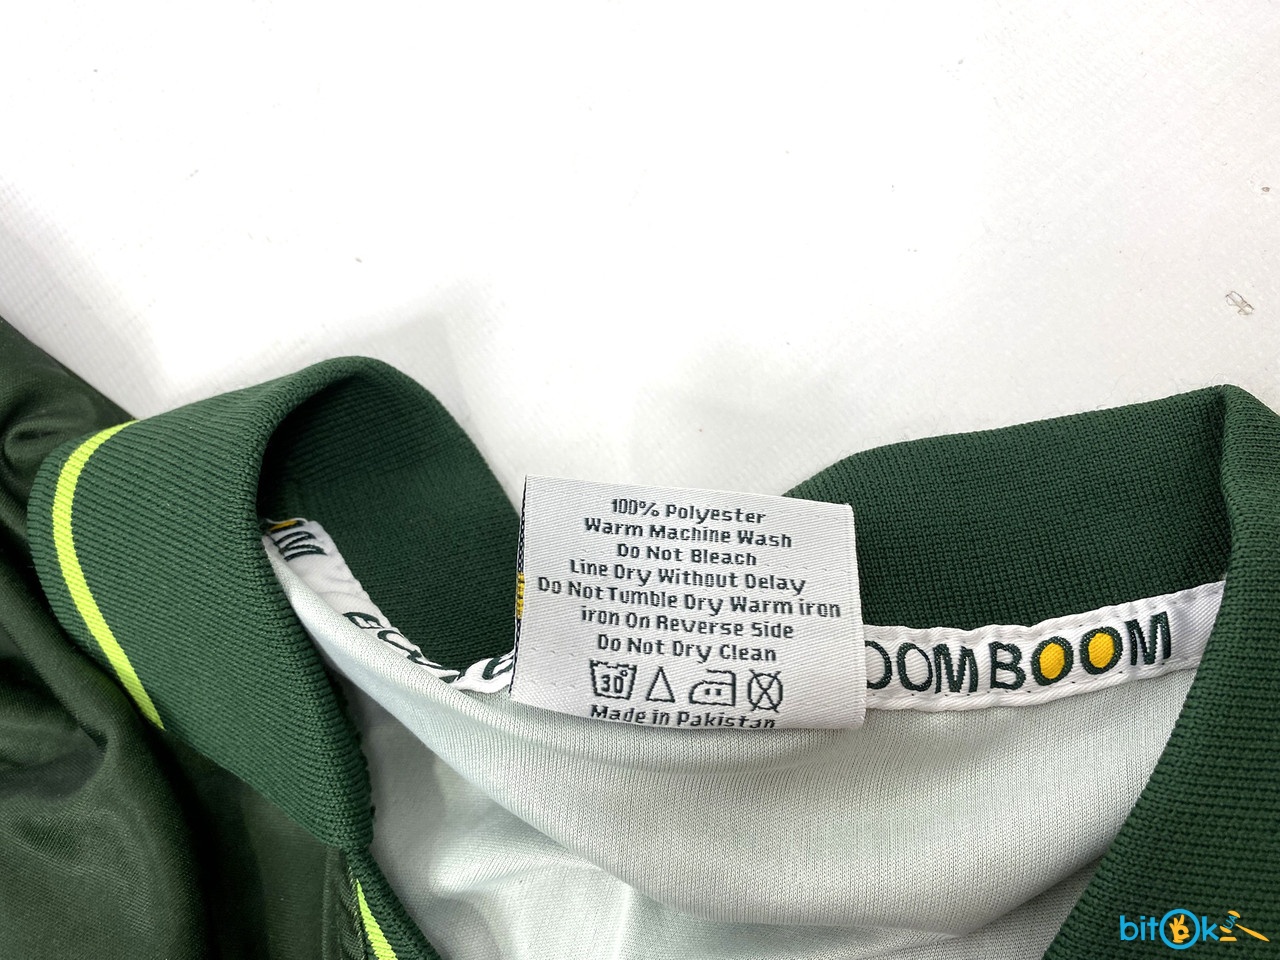 100% Polyester
Warm Machine Wash
Do Not Bleach
Line Dry Without Delay
Do Not Tumble Dry Warm iron
iron On Reverse Side
Do Not Dry Clean
30°
Made in Pakistan
OOM BOOM
bitOk